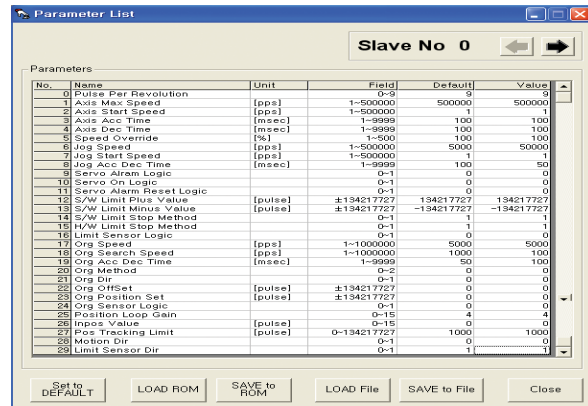 Parameter List
Slave No 0
Parameters
No. Name Unit Field Default Value
0 Pulse Per Revolution 0~9 9 9
1 Axis Max Speed [pps] 1~500000 500000 500000
2 Axis Start Speed [pps] 1~500000 1 1
3 Axis Acc Time [msec] 1~9999 100 100
4 Axis Dec Time [msec] 1~9999 100 100
5 Speed Override [%] 1~500 100 100
6 Jog Speed [pps] 1~500000 5000 50000
7 Jog Start Speed [pps] 1~500000 1 1
8 Jog Acc Dec Time [msec] 1~9999 100 50
9 Servo Alram Logic 0~1 0 0
10 Servo On Logic 0~1 0 0
11 Servo Alarm Reset Logic 0~1 0 0
12 S/W Limit Plus Value [pulse] ±134217727 134217727 134217727
13 S/W Limit Minus Value [pulse] ±134217727 -134217727 -134217727
14 S/W Limit Stop Method 0~1 1 1
15 H/W Limit Stop Method 0~1 1 1
16 Limit Sensor Logic 0~1 0 0
17 Org Speed [pps] 1~1000000 5000 5000
18 Org Search Speed [pps] 1~1000000 1000 100
19 Org Acc Dec Time [msec] 1~9999 50 100
20 Org Method 0~2 0 0
21 Org Dir 0~1 0 0
22 Org OffSet [pulse] ±134217727 0 0
23 Org Position Set [pulse] ±134217727 0 0
24 Org Sensor Logic 0~1 0 0
25 Position Loop Gain 0~15 4 4
26 Inpos Value [pulse] 0~15 0 0
27 Pos Tracking Limit [pulse] 0~134217727 1000 1000
28 Motion Dir 0~1 0 0
29 Limit Sensor Dir 0~1 1 1
Set to DEFAULT
LOAD ROM
SAVE to ROM
LOAD File
SAVE to File
Close